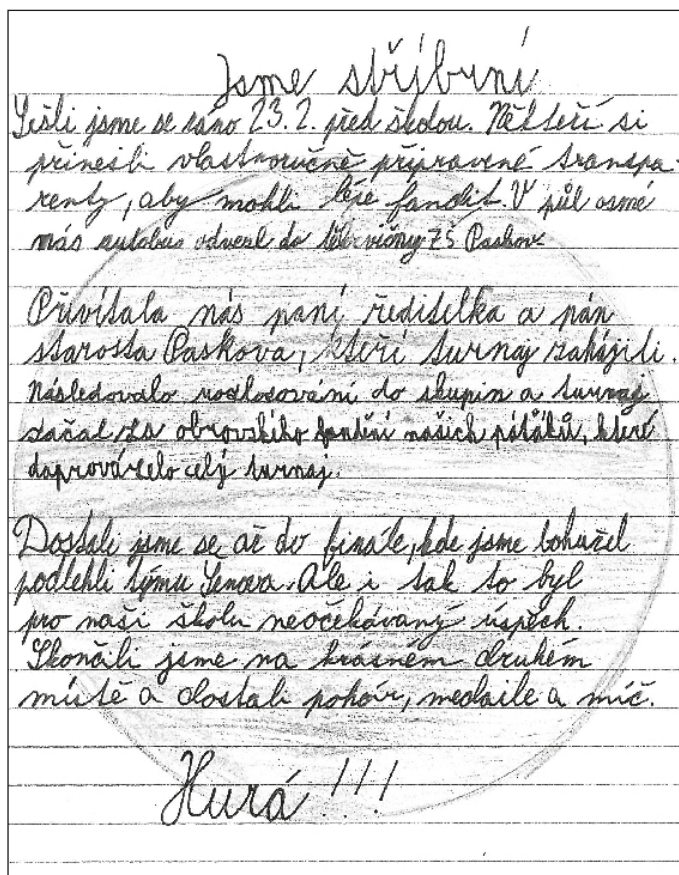 Jsme stříbrní
Sešli jsme se ráno 23.2. před školou. Někteří si
přinesli vlastnoručně připravené transpa-
renty, aby mohli lépe fandit. V půl osmé
nás autobus odvezl do tělocvičny ZŠ Paskov.
Přivítala nás paní ředitelka a pán
starosta Paskova, kteří turnaj zahájili.
Následovalo rozlosování do skupin a turnaj
začal za obrovského fandění našich páťáků, které
doprovázelo celý turnaj.
Dostali jsme se až do finále, kde jsme bohužel
podlehli týmu Šenova. Ale i tak to byl
pro naši školu neočekávaný úspěch.
Skončili jsme na krásném druhém
místě a dostali pohár, medaile a míč.
Hurá !!!